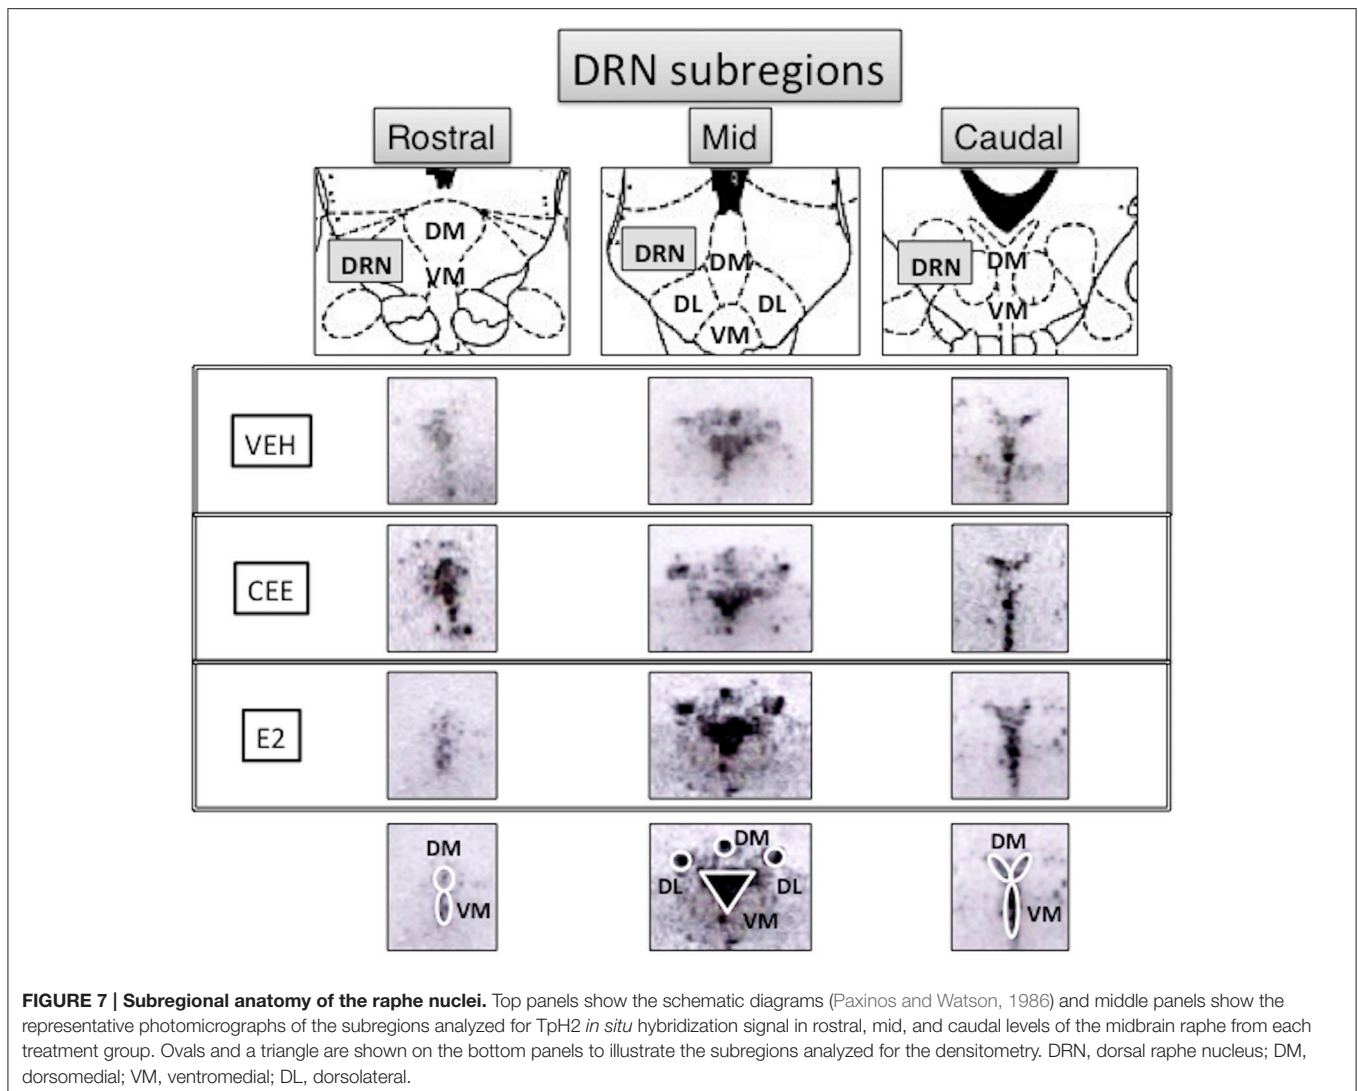 DRN subregions
Rostral Mid Caudal
DM
DRN
VM
DRN
DM
DL DL
VM
DRN
DM
VM
VEH
CEE
E2
DM
VM
DM
DL DL
VM
DM
VM
FIGURE 7 | Subregional anatomy of the raphe nuclei. Top panels show the schematic diagrams (Paxinos and Watson, 1986) and middle panels show the
representative photomicrographs of the subregions analyzed for TpH2 in situ hybridization signal in rostral, mid, and caudal levels of the midbrain raphe from each
treatment group. Ovals and a triangle are shown on the bottom panels to illustrate the subregions analyzed for the densitometry. DRN, dorsal raphe nucleus; DM,
dorsomedial; VM, ventromedial; DL, dorsolateral.